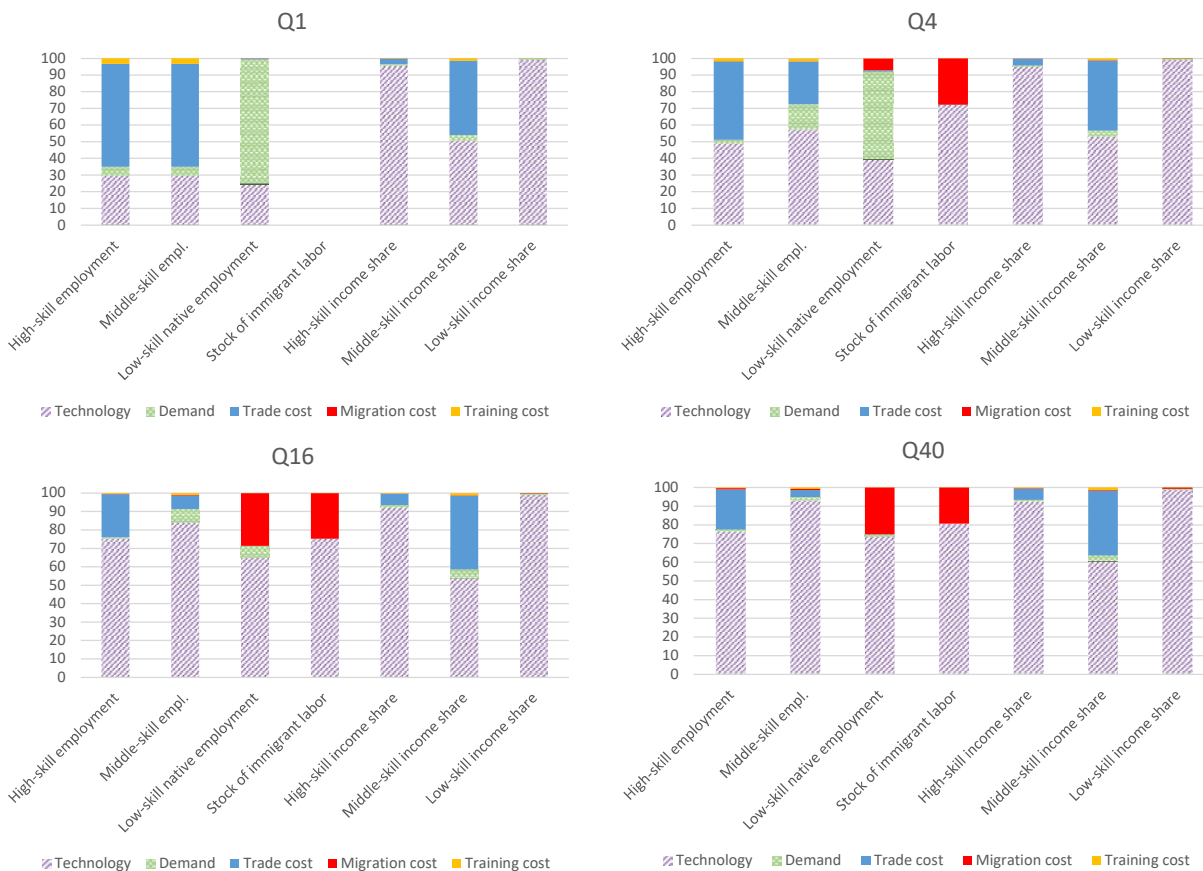 Q1
100
90
80
70
60
50
40
30
20
10
0
High-skill employment
Middle-skill empl.
Low-skill native employment
Stock of immigrant labor
High-skill income share
Middle-skill income share
Low-skill income share
Technology Demand Trade cost Migration cost Training cost
Q4
100
90
80
70
60
50
40
30
20
10
0
High-skill employment
Middle-skill empl.
Low-skill native employment
Stock of immigrant labor
High-skill income share
Middle-skill income share
Low-skill income share
Technology Demand Trade cost Migration cost Training cost
Q16
100
90
80
70
60
50
40
30
20
10
0
High-skill employment
Middle-skill empl.
Low-skill native employment
Stock of immigrant labor
High-skill income share
Middle-skill income share
Low-skill income share
Technology Demand Trade cost Migration cost Training cost
Q40
100
90
80
70
60
50
40
30
20
10
0
High-skill employment
Middle-skill empl.
Low-skill native employment
Stock of immigrant labor
High-skill income share
Middle-skill income share
Low-skill income share
Technology Demand Trade cost Migration cost Training cost